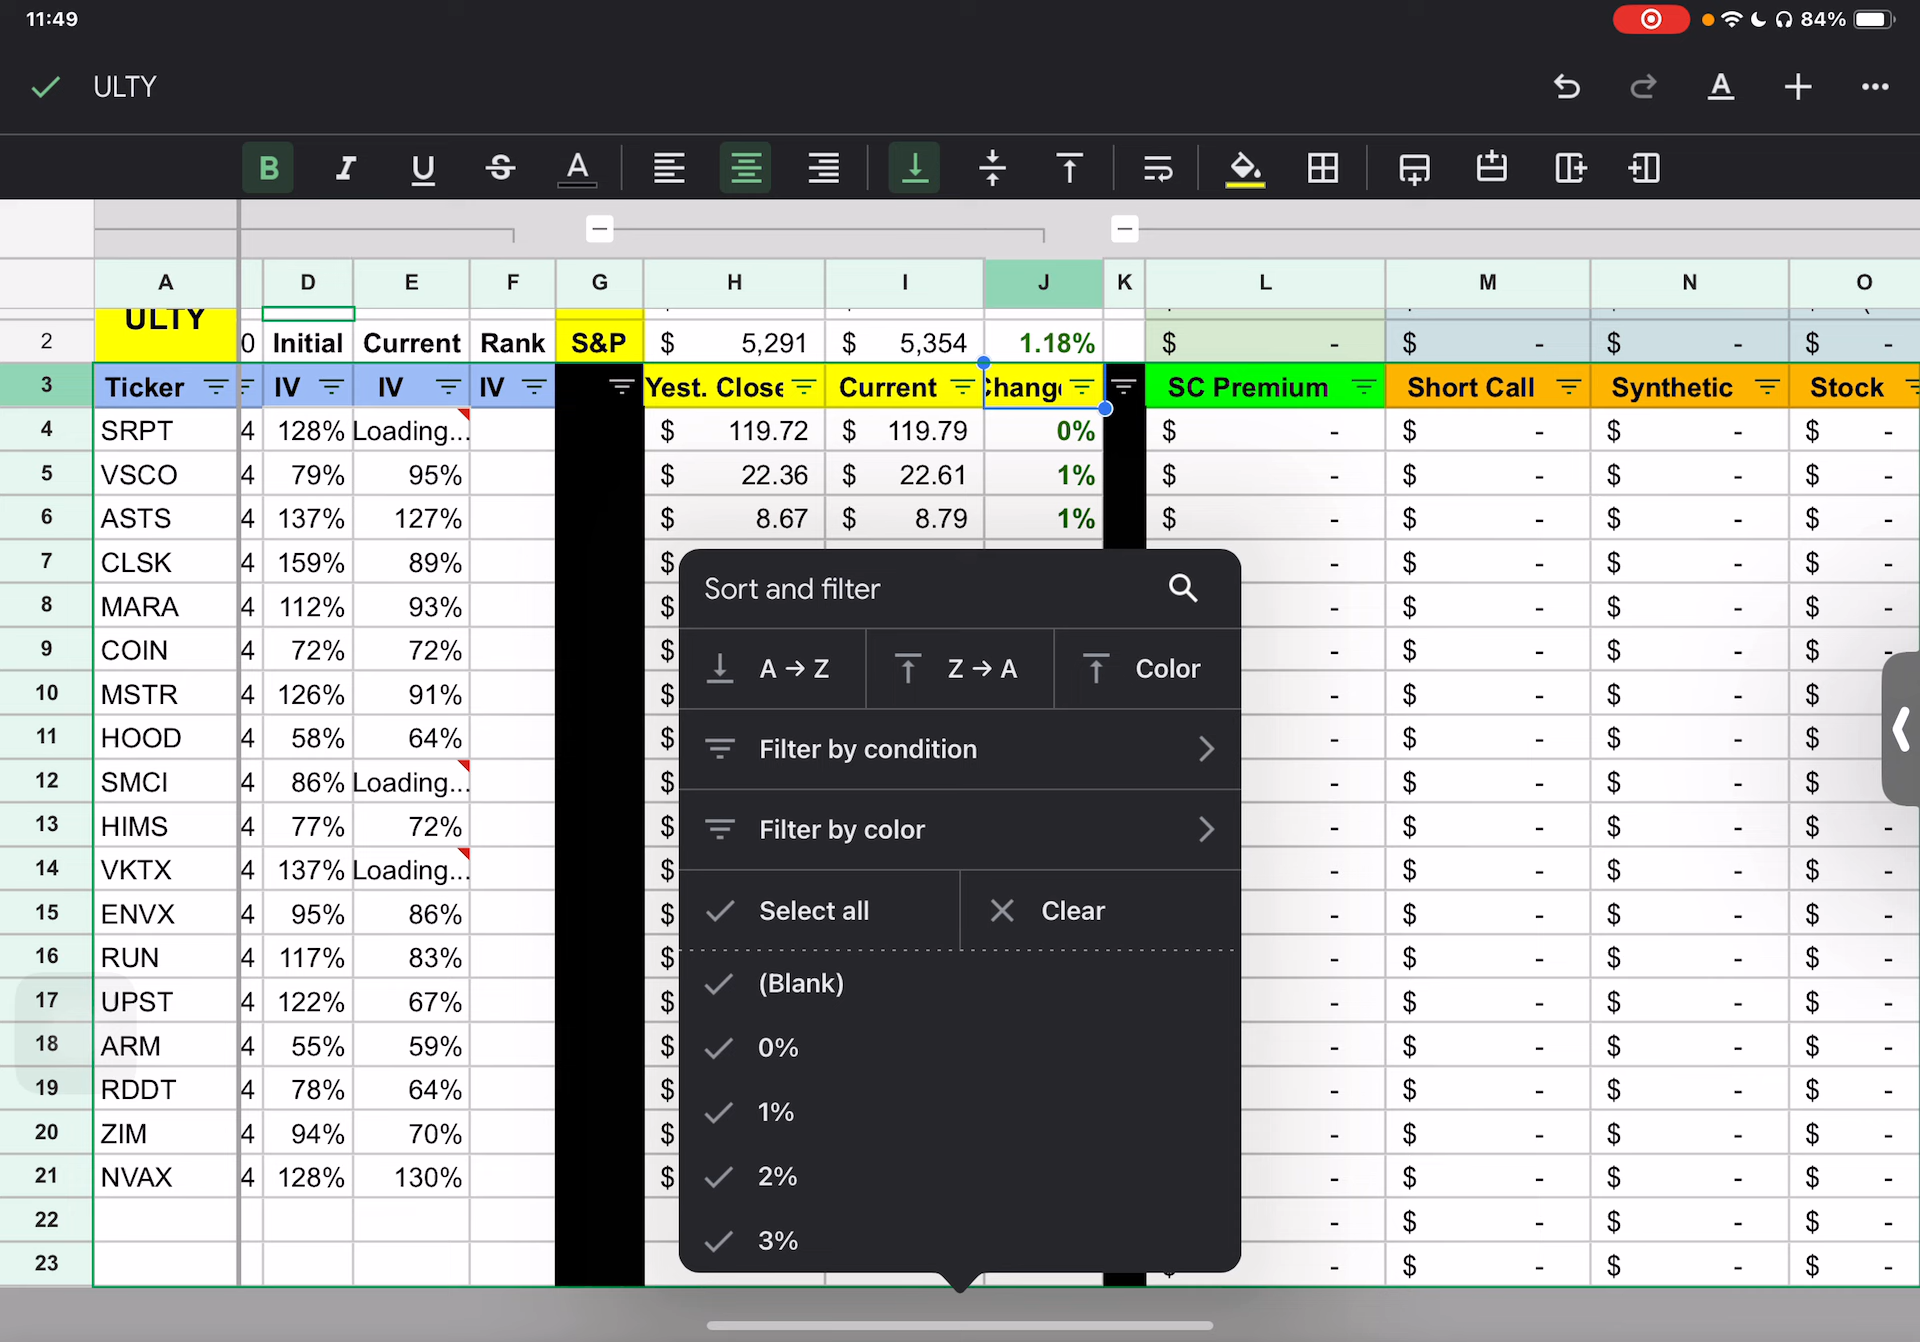 11:49
84%
ULTY
B I U S A
A D E F G H I J K L M N O
ULTY
2 0 Initial Current Rank S&P $ 5,291 $ 5,354 1.18% $ - $ - $ - $ -
3 Ticker IV IV IV Yest. Close Current Change SC Premium Short Call Synthetic Stock
4 SRPT 4 128% Loading... $ 119.72 $ 119.79 0% $ - $ - $ - $ -
5 VSCO 4 79% 95% $ 22.36 $ 22.61 1% $ - $ - $ - $ -
6 ASTS 4 137% 127% $ 8.67 $ 8.79 1% $ - $ - $ - $ -
7 CLSK 4 159% 89% $ - $ - $ - $ -
8 MARA 4 112% 93% $ - $ - $ - $ -
9 COIN 4 72% 72% $ - $ - $ - $ -
10 MSTR 4 126% 91% $ - $ - $ - $ -
11 HOOD 4 58% 64% $ - $ - $ - $
12 SMCI 4 86% Loading... $ - $ - $ - $
13 HIMS 4 77% 72% $ - $ - $ - $ -
14 VKTX 4 137% Loading... $ - $ - $ - $ -
15 ENVX 4 95% 86% $ - $ - $ - $ -
16 RUN 4 117% 83% $ - $ - $ - $ -
17 UPST 4 122% 67% $ - $ - $ - $ -
18 ARM 4 55% 59% $ - $ - $ - $ -
19 RDDT 4 78% 64% $ - $ - $ - $ -
20 ZIM 4 94% 70% $ - $ - $ - $ -
21 NVAX 4 128% 130% $ - $ - $ - $ -
22 - $ - $ - $ -
23 - $ - $ - $ -
Sort and filter
A → Z Z → A Color
Filter by condition
Filter by color
Select all Clear
(Blank)
0%
1%
2%
3%